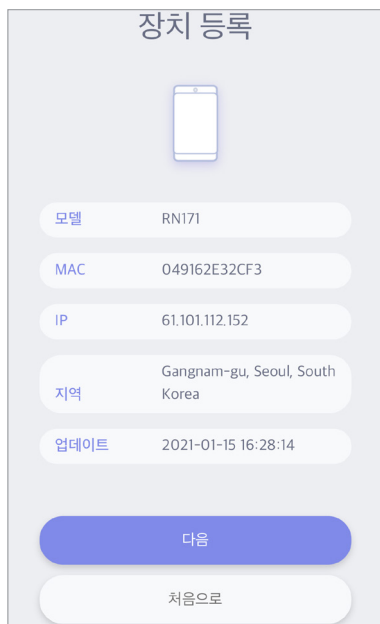 장치 등록
모델 RN171
MAC 049162E32CF3
IP 61.101.112.152
지역 Gangnam-gu, Seoul, South
Korea
업데이트 2021-01-15 16:28:14
다음
처음으로